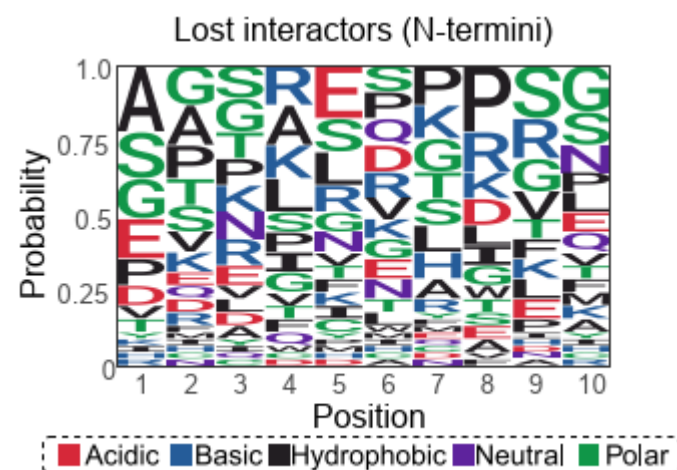 Lost interactors (N-termini)
Probability
1.0
0.75
0.5
0.25
0
A S G E P D V T
G A P T S V K E Q D R
S G T P K N R E V L D A
R A K L S P I G V T F Q
E S L R G N V T F K I C
S P Q D R V K G E N T L
P K G T S L H A R
P R K D L I G W T S E
S R G V T F K L E P
G S N P L E Q V T F M K A
1 2 3 4 5 6 7 8 9 10
Position
Acidic Basic Hydrophobic Neutral Polar